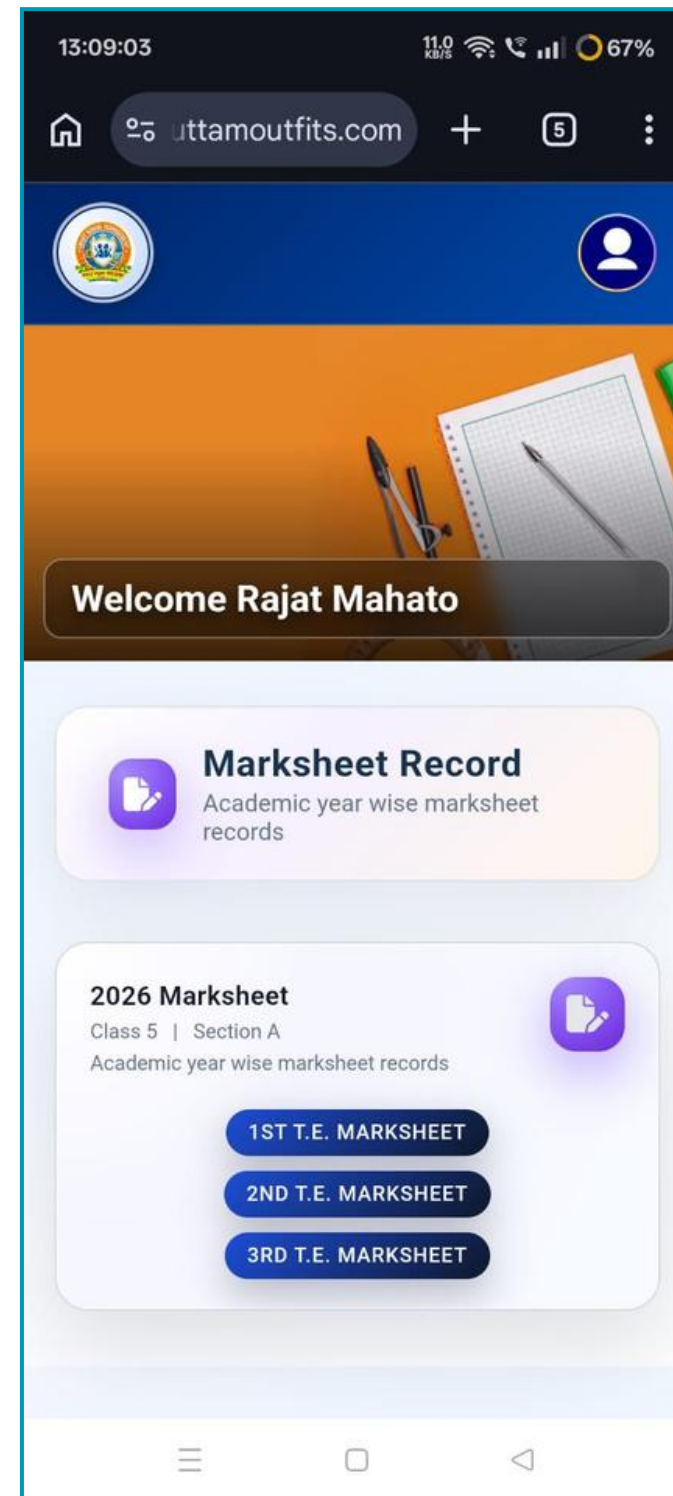 13:09:03 11.0 KB/S 67%
uttamoutfits.com 5
Welcome Rajat Mahato
Marksheet Record
Academic year wise marksheet
records
2026 Marksheet
Class 5 | Section A
Academic year wise marksheet records
1ST T.E. MARKSHEET
2ND T.E. MARKSHEET
3RD T.E. MARKSHEET